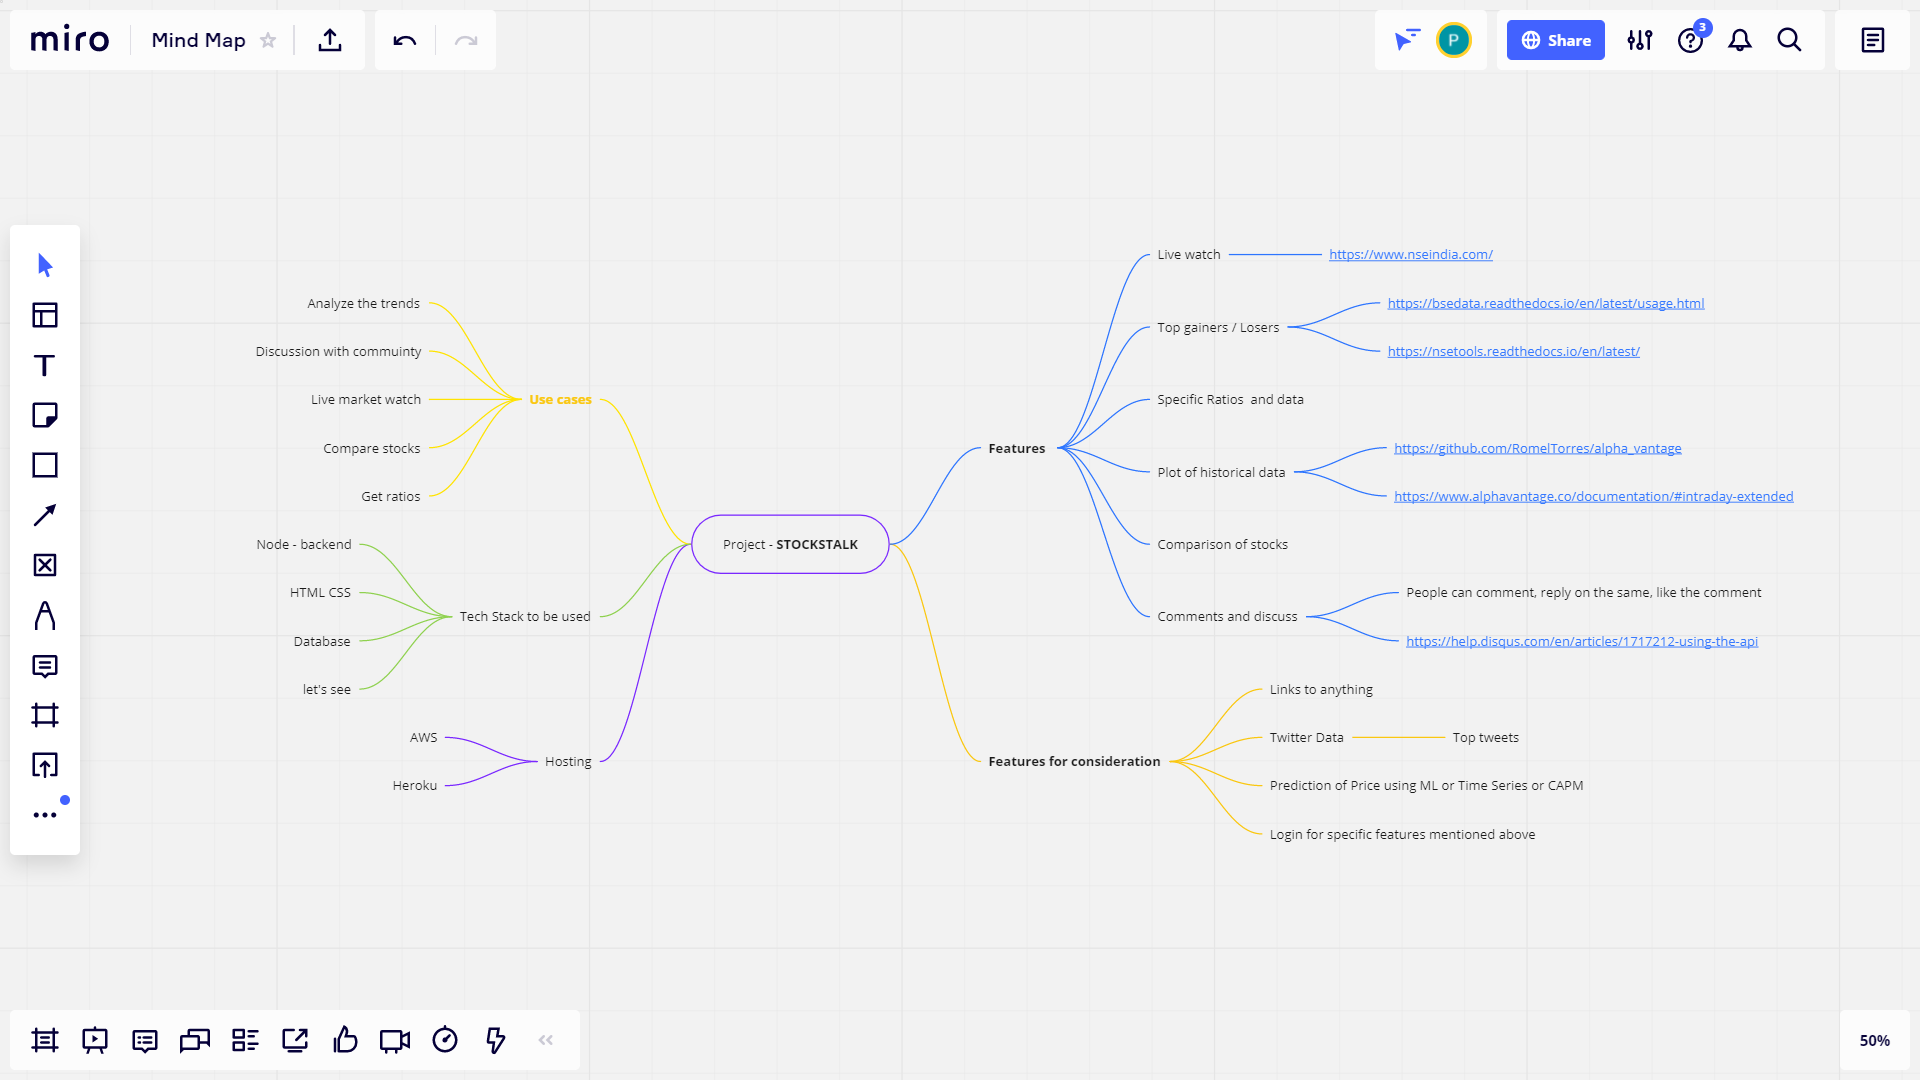 miro
Mind Map
P
Share
3
Project - STOCKSTALK
Use cases
Analyze the trends
Discussion with commuinty
Live market watch
Compare stocks
Get ratios
Tech Stack to be used
Node - backend
HTML CSS
Database
let's see
Hosting
AWS
Heroku
Features
Live watch
https://www.nseindia.com/
Top gainers / Losers
https://bsedata.readthedocs.io/en/latest/usage.html
https://nsetools.readthedocs.io/en/latest/
Specific Ratios  and data
Plot of historical data
https://github.com/RomelTorres/alpha_vantage
https://www.alphavantage.co/documentation/#intraday-extended
Comparison of stocks
Comments and discuss
People can comment, reply on the same, like the comment
https://help.disqus.com/en/articles/1717212-using-the-api
Features for consideration
Links to anything
Twitter Data
Top tweets
Prediction of Price using ML or Time Series or CAPM
Login for specific features mentioned above
50%